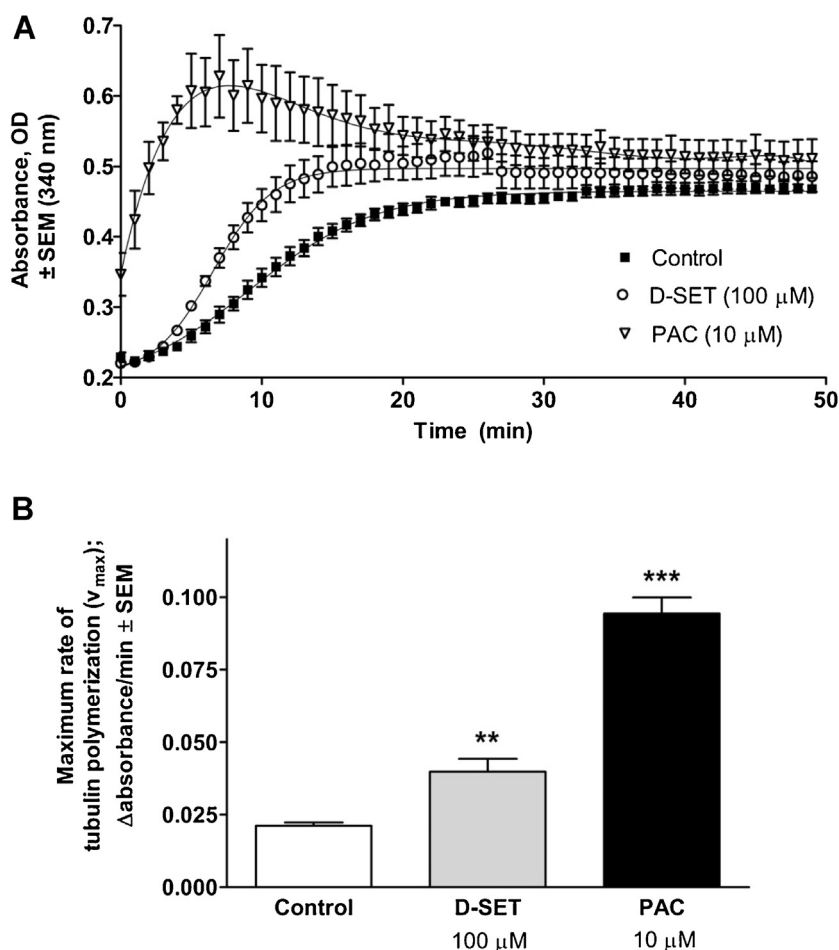 A
0.7
0.6
0.5
0.4
0.3
0.2
Absorbance, OD
± SEM (340 nm)
Control
D-SET (100 μM)
PAC (10 μM)
0 10 20 30 40 50
Time (min)
B
Maximum rate of
tubulin polymerization (vmax);
Δabsorbance/min ± SEM
0.100
0.075
0.050
0.025
0.000
**
***
Control D-SET PAC
100 μM 10 μM